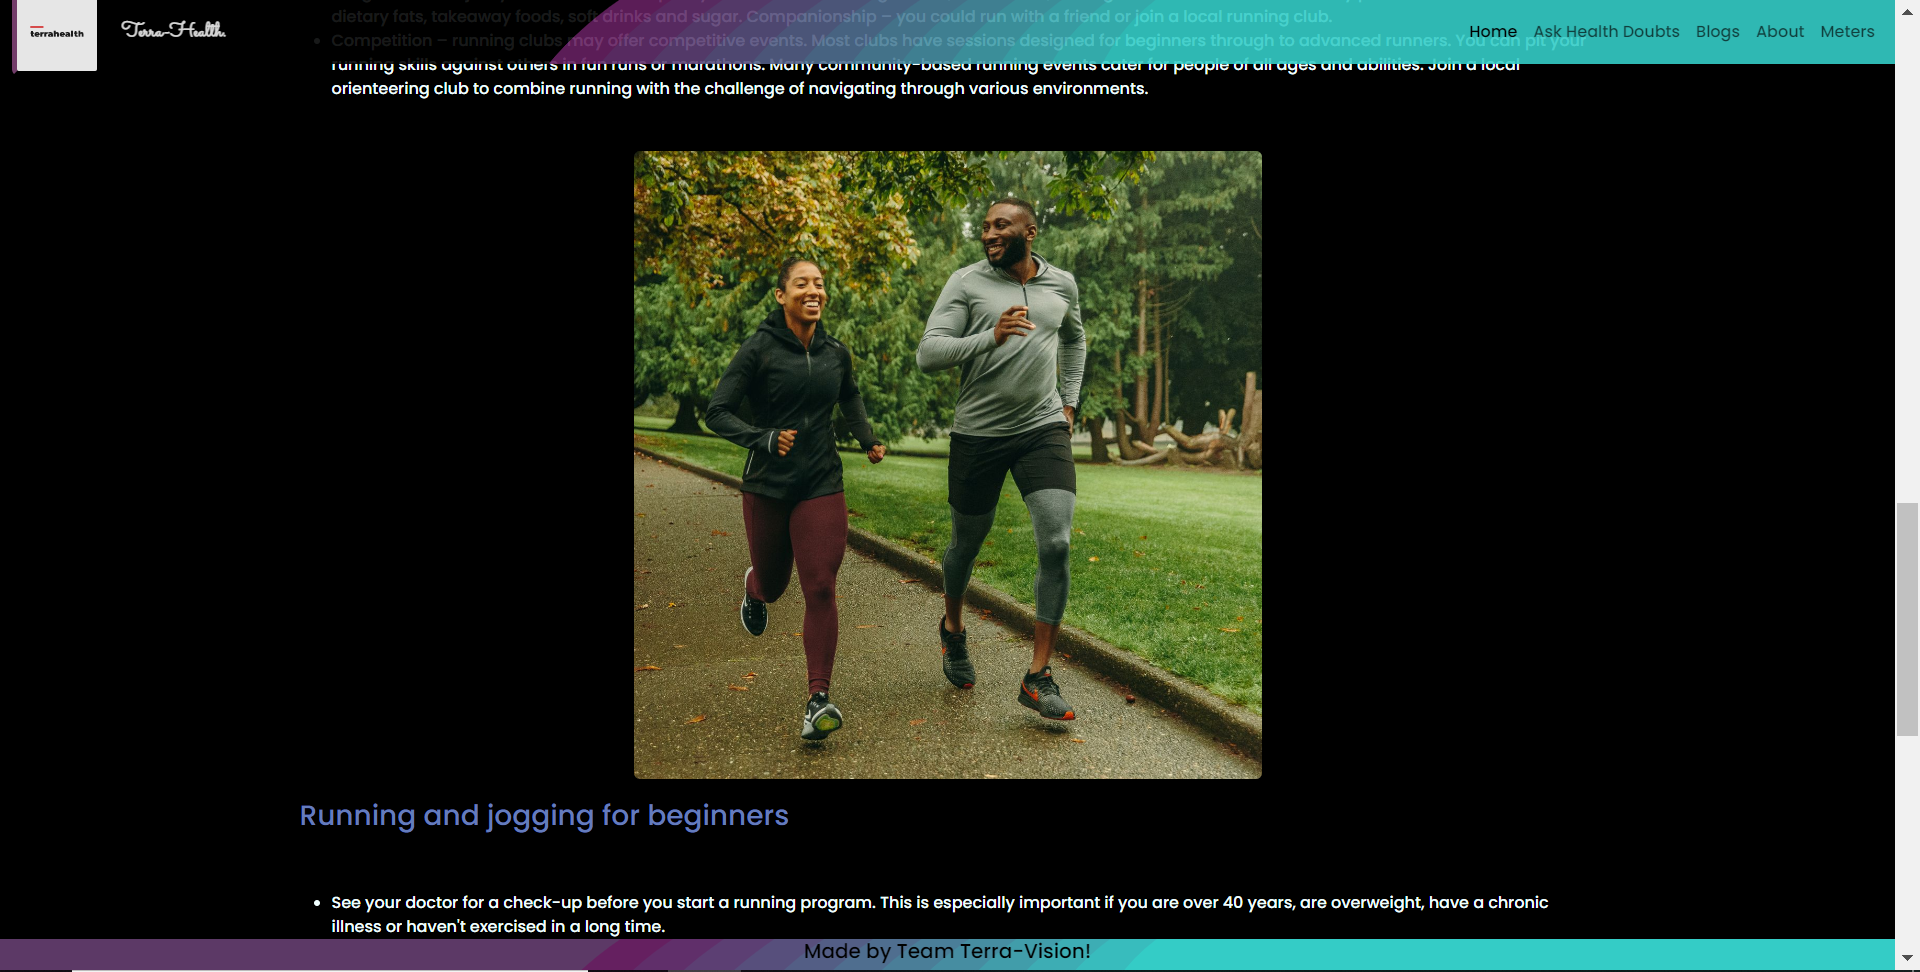 terrahealth
Terra-Health.
Home Ask Health Doubts Blogs About Meters
dietary fats, takeaway foods, soft drinks and sugar. Companionship – you could run with a friend or join a local running club.
Competition – running clubs may offer competitive events. Most clubs have sessions designed for beginners through to advanced runners. You can pit your
running skills against others in fun runs or marathons. Many community-based running events cater for people of all ages and abilities. Join a local
orienteering club to combine running with the challenge of navigating through various environments.
Running and jogging for beginners
See your doctor for a check-up before you start a running program. This is especially important if you are over 40 years, are overweight, have a chronic
illness or haven't exercised in a long time.
Made by Team Terra-Vision!